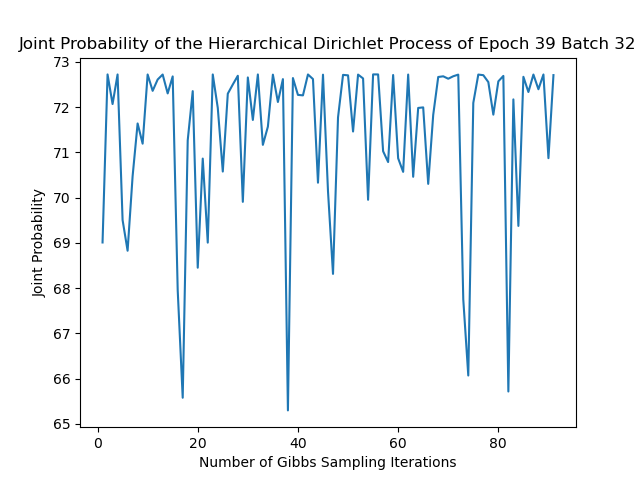 Joint Probability of the Hierarchical Dirichlet Process of Epoch 39 Batch 32
73
72
71
70
69
68
67
66
65
Joint Probability
0 20 40 60 80
Number of Gibbs Sampling Iterations